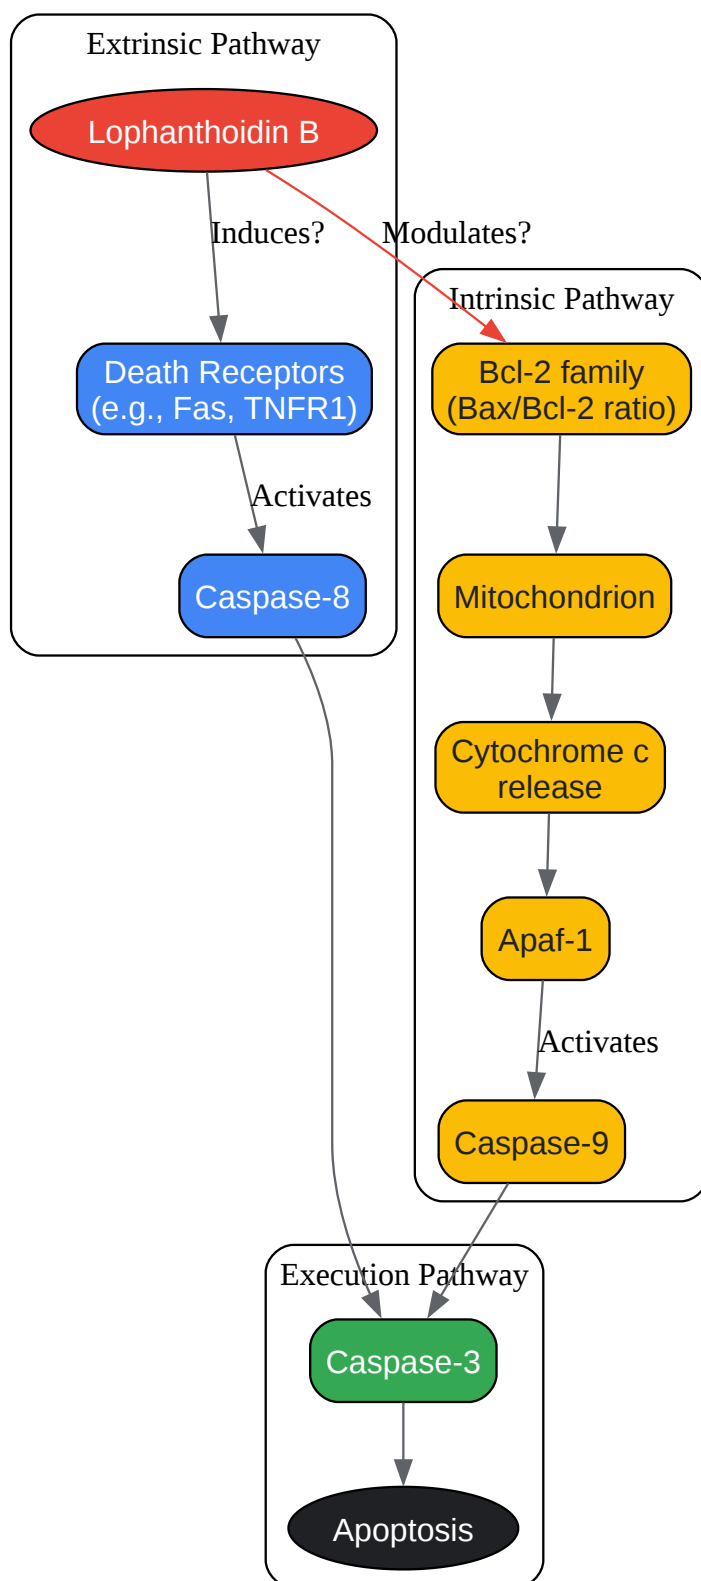 Extrinsic Pathway
Lophanthoidin B
Induces?
Modulates?
Intrinsic Pathway
Death Receptors
(e.g., Fas, TNFR1)
Bcl-2 family
(Bax/Bcl-2 ratio)
Activates
Caspase-8
Mitochondrion
Cytochrome c
release
Apaf-1
Activates
Caspase-9
Execution Pathway
Caspase-3
Apoptosis